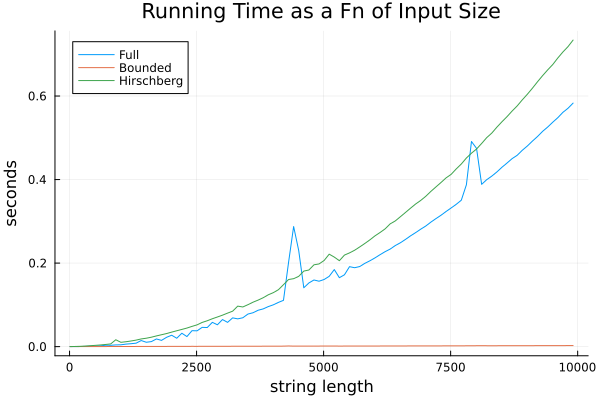 Running Time as a Fn of Input Size
Full
Bounded
Hirschberg
seconds
0.6
0.4
0.2
0.0
0
2500
5000
7500
10000
string length